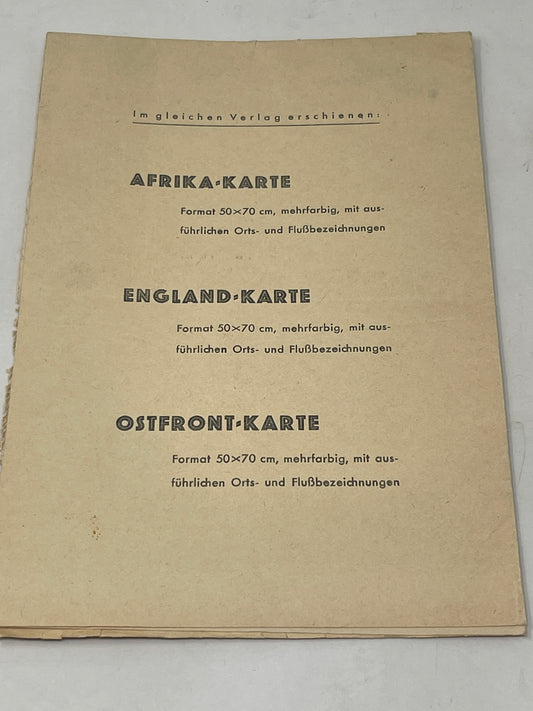 Im gleichen Verlag erschienen:
AFRIKA-KARTE
Format 50×70 cm, mehrfarbig, mit aus-
führlichen Orts- und Flußbezeichnungen
ENGLAND-KARTE
Format 50×70 cm, mehrfarbig, mit aus-
führlichen Orts- und Flußbezeichnungen
OSTFRONT-KARTE
Format 50×70 cm, mehrfarbig, mit aus-
führlichen Orts- und Flußbezeichnungen